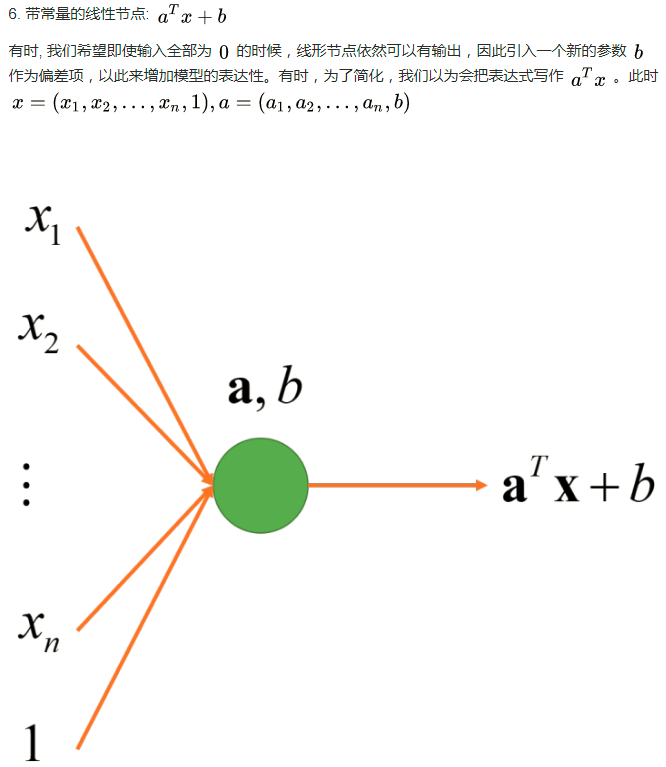 6. 带常量的线性节点: a^T x + b
有时, 我们希望即使输入全部为 0 的时候，线形节点依然可以有输出，因此引入一个新的参数 b
作为偏差项，以此来增加模型的表达性。有时，为了简化，我们以为会把表达式写作 a^T x 。此时
x = (x_1, x_2, . . . , x_n, 1), a = (a_1, a_2, . . . , a_n, b)
x_1
x_2
a, b
⋮
a^T x + b
x_n
1